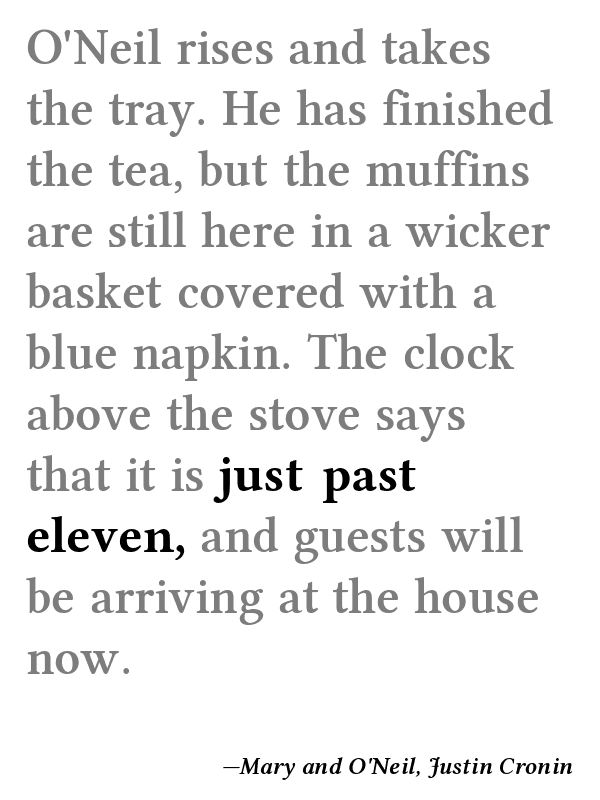 O'Neil rises and takes
the tray. He has finished
the tea, but the muffins
are still here in a wicker
basket covered with a
blue napkin. The clock
above the stove says
that it is just past
eleven, and guests will
be arriving at the house
now.
—Mary and O'Neil, Justin Cronin